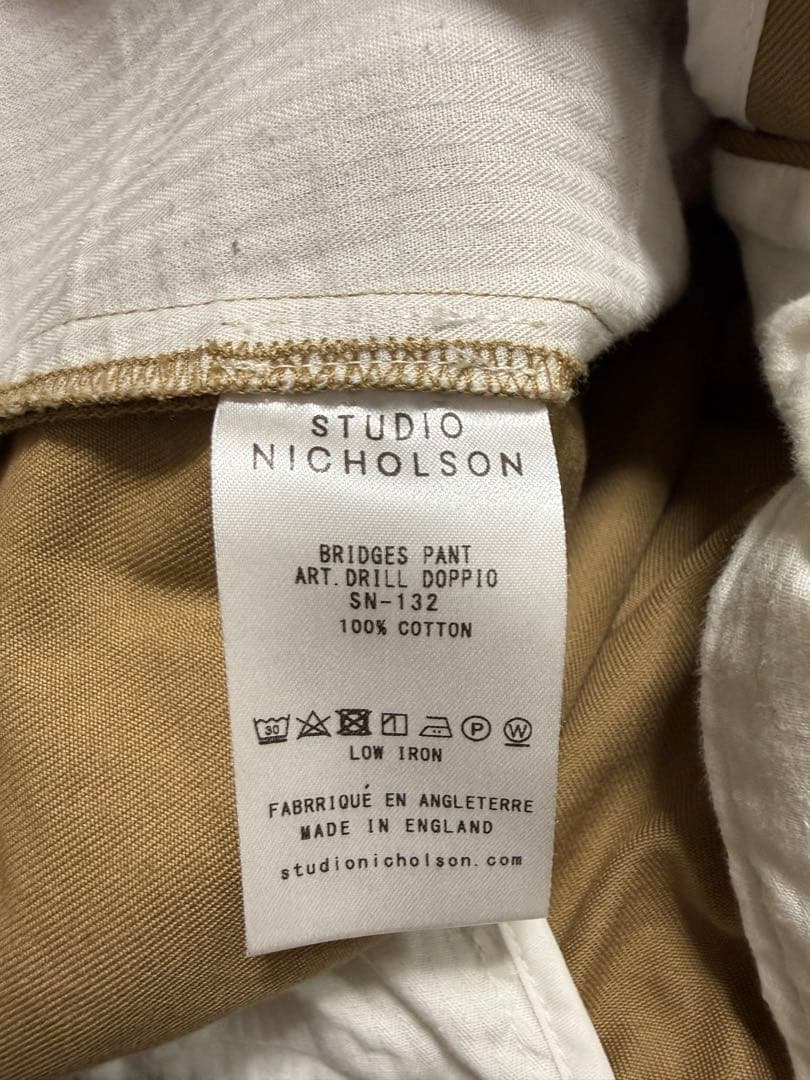 STUDIO
NICHOLSON
BRIDGES PANT
ART.DRILL DOPPIO
SN-132
100% COTTON
30 P W
LOW IRON
FABRRIQUÉ EN ANGLETERRE
MADE IN ENGLAND
studionicholson.com